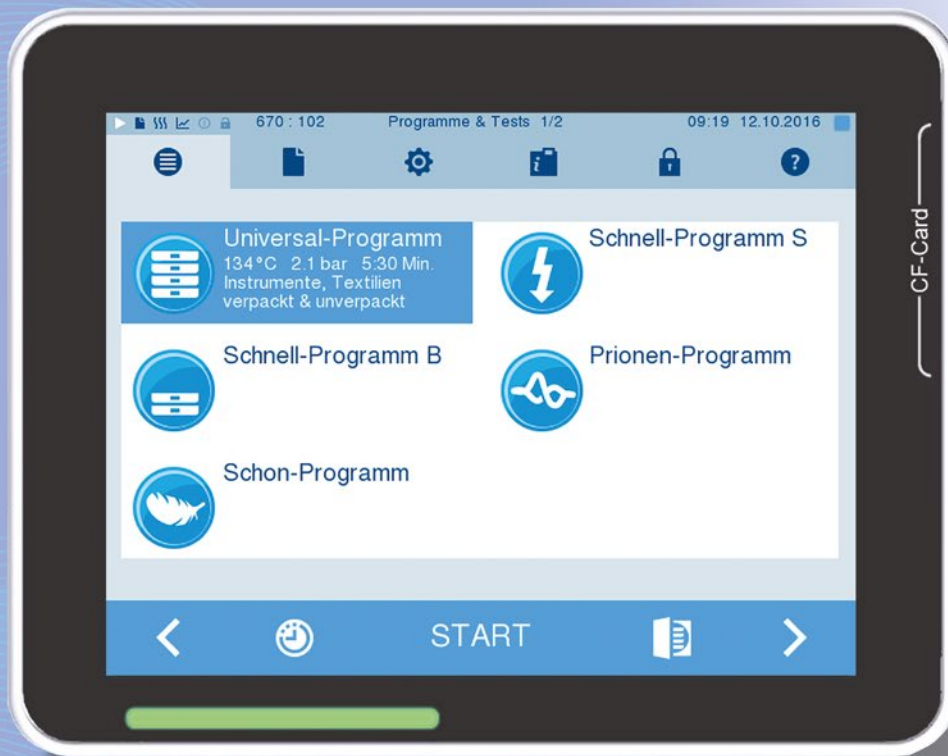 670 : 102 Programme & Tests 1/2 09:19 12.10.2016
Universal-Programm
134°C 2.1 bar 5:30 Min.
Instrumente, Textilien
verpackt & unverpackt
Schnell-Programm S
Schnell-Programm B
Prionen-Programm
Schon-Programm
START
CF-Card